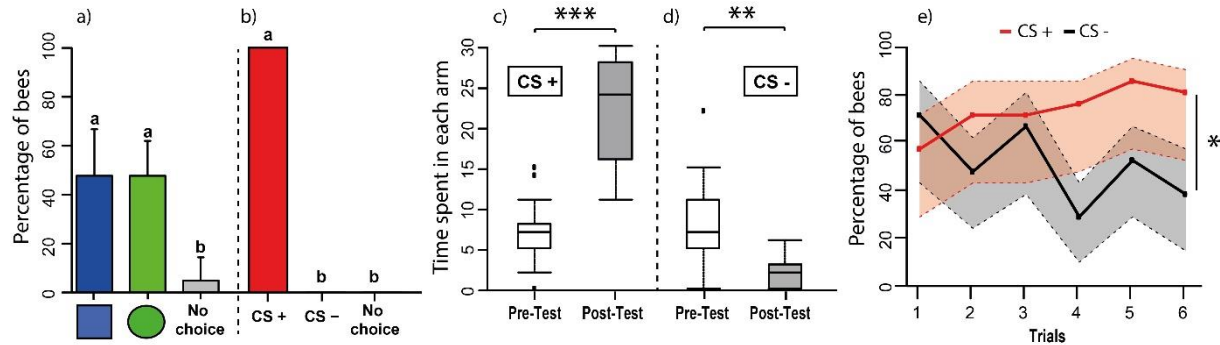 a)
b)
Percentage of bees
100
80
60
40
20
0
a
a
b
a
b
b
No choice
CS +
CS –
No choice
c)
d)
***
**
Time spent in each arm
30
25
20
15
10
5
0
CS +
CS -
Pre-Test
Post-Test
Pre-Test
Post-Test
e)
CS +
CS -
Percentage of bees
100
80
60
40
20
0
*
1 2 3 4 5 6
Trials